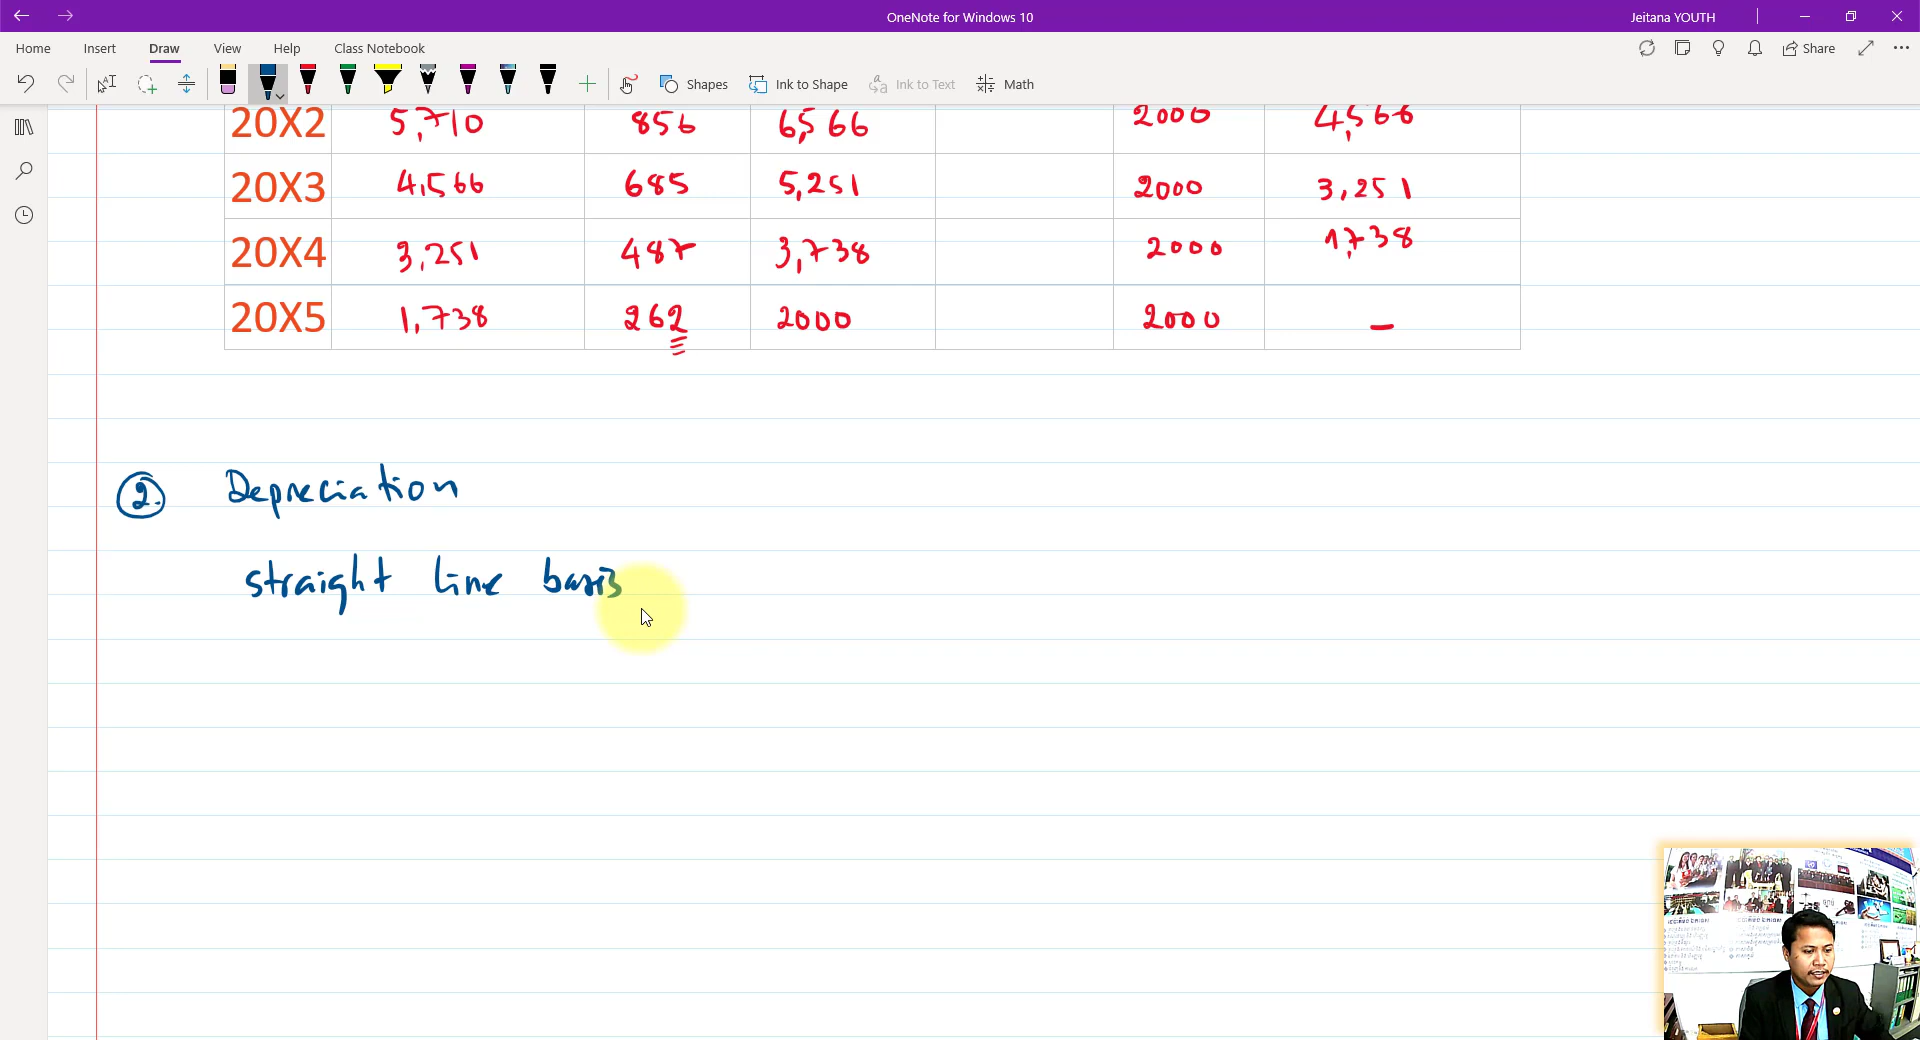 OneNote for Windows 10
Jeitana YOUTH
Home Insert Draw View Help Class Notebook
Share
Shapes Ink to Shape Ink to Text Math
20X2 5,710 856 6,566 2000 4,566
20X3 4,566 685 5,251 2000 3,251
20X4 3,251 487 3,738 2000 1,738
20X5 1,738 262 2000 2000 –
2. Depreciation
straight line basis